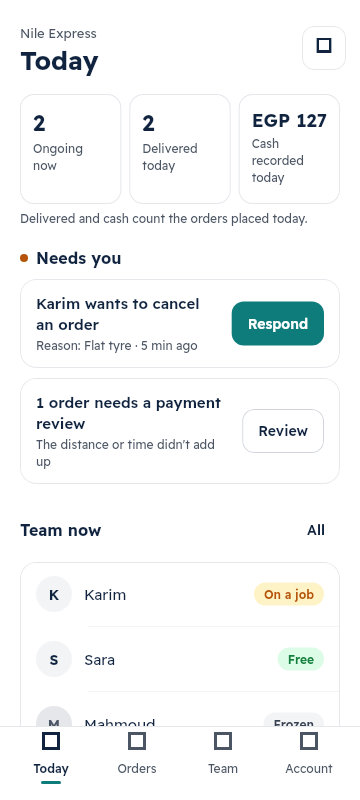 Nile Express
Today
2
Ongoing
now
2
Delivered
today
EGP 127
Cash
recorded
today
Delivered and cash count the orders placed today.
Needs you
Karim wants to cancel
an order
Reason: Flat tyre · 5 min ago
Respond
1 order needs a payment
review
The distance or time didn't add
up
Review
Team now
All
K
Karim
On a job
S
Sara
Free
M
Mahmoud
Frozen
Today
Orders
Team
Account